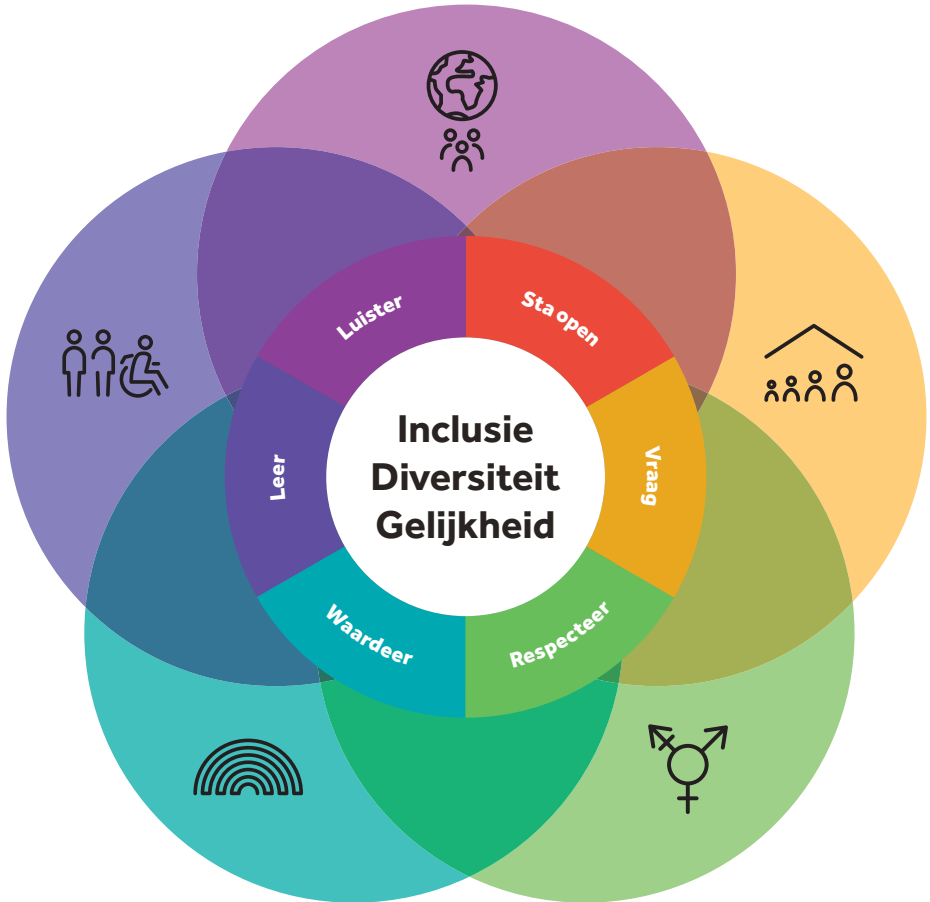 Luister
Sta open
Leer
Inclusie
Diversiteit
Gelijkheid
Vraag
Waardeer
Respecteer